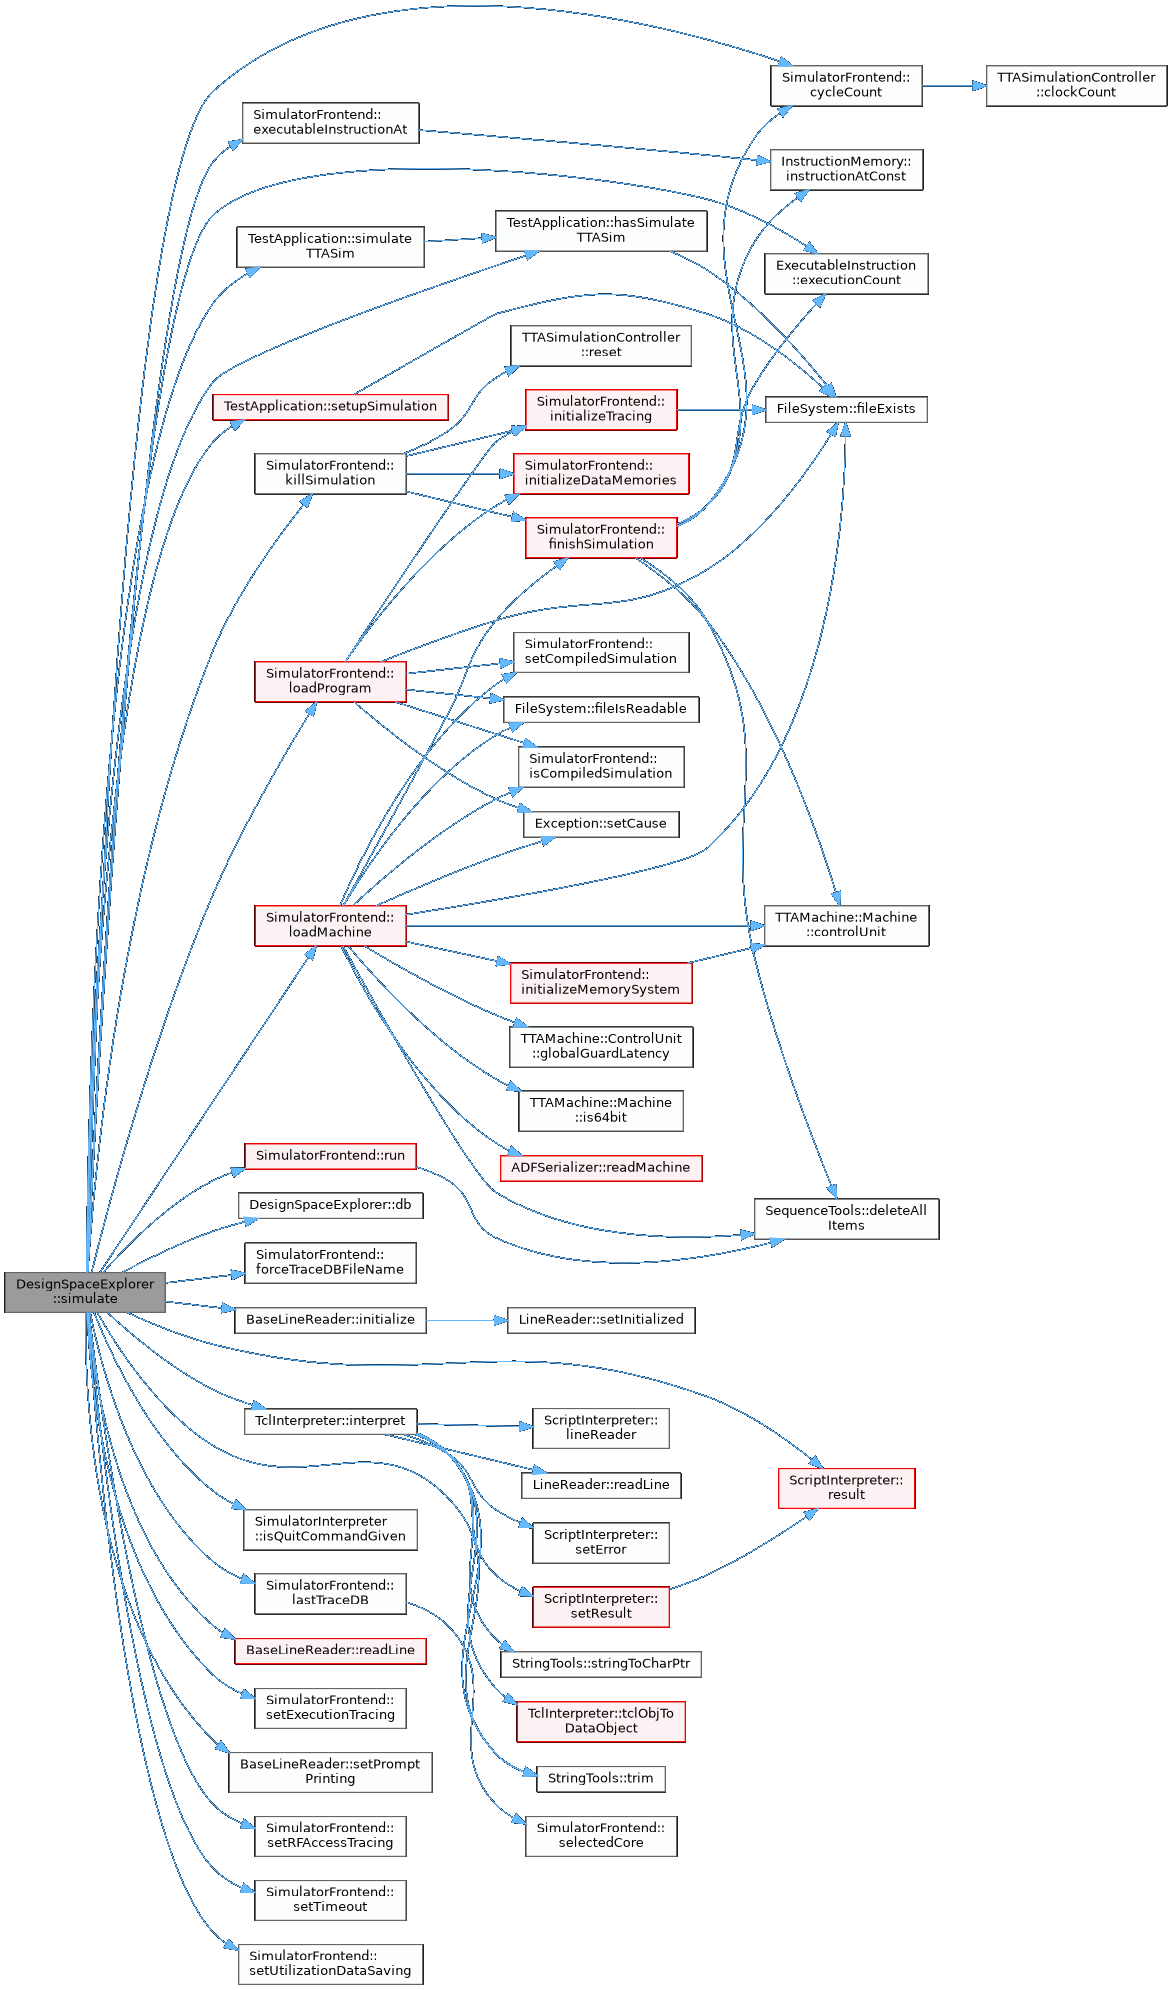 SimulatorFrontend::
cycleCount
TTASimulationController
::clockCount
SimulatorFrontend::
executableInstructionAt
InstructionMemory::
instructionAtConst
TestApplication::simulate
TTASim
TestApplication::hasSimulate
TTASim
ExecutableInstruction
::executionCount
TTASimulationController
::reset
TestApplication::setupSimulation
SimulatorFrontend::
initializeTracing
FileSystem::fileExists
SimulatorFrontend::
killSimulation
SimulatorFrontend::
initializeDataMemories
SimulatorFrontend::
finishSimulation
SimulatorFrontend::
setCompiledSimulation
SimulatorFrontend::
loadProgram
FileSystem::fileIsReadable
SimulatorFrontend::
isCompiledSimulation
Exception::setCause
SimulatorFrontend::
loadMachine
TTAMachine::Machine
::controlUnit
SimulatorFrontend::
initializeMemorySystem
TTAMachine::ControlUnit
::globalGuardLatency
TTAMachine::Machine
::is64bit
SimulatorFrontend::run
ADFSerializer::readMachine
DesignSpaceExplorer::db
SequenceTools::deleteAll
Items
SimulatorFrontend::
forceTraceDBFileName
DesignSpaceExplorer
::simulate
BaseLineReader::initialize
LineReader::setInitialized
TclInterpreter::interpret
ScriptInterpreter::
lineReader
LineReader::readLine
ScriptInterpreter::
result
SimulatorInterpreter
::isQuitCommandGiven
ScriptInterpreter::
setError
SimulatorFrontend::
lastTraceDB
ScriptInterpreter::
setResult
BaseLineReader::readLine
StringTools::stringToCharPtr
SimulatorFrontend::
setExecutionTracing
TclInterpreter::tclObjTo
DataObject
BaseLineReader::setPrompt
Printing
StringTools::trim
SimulatorFrontend::
setRFAccessTracing
SimulatorFrontend::
selectedCore
SimulatorFrontend::
setTimeout
SimulatorFrontend::
setUtilizationDataSaving